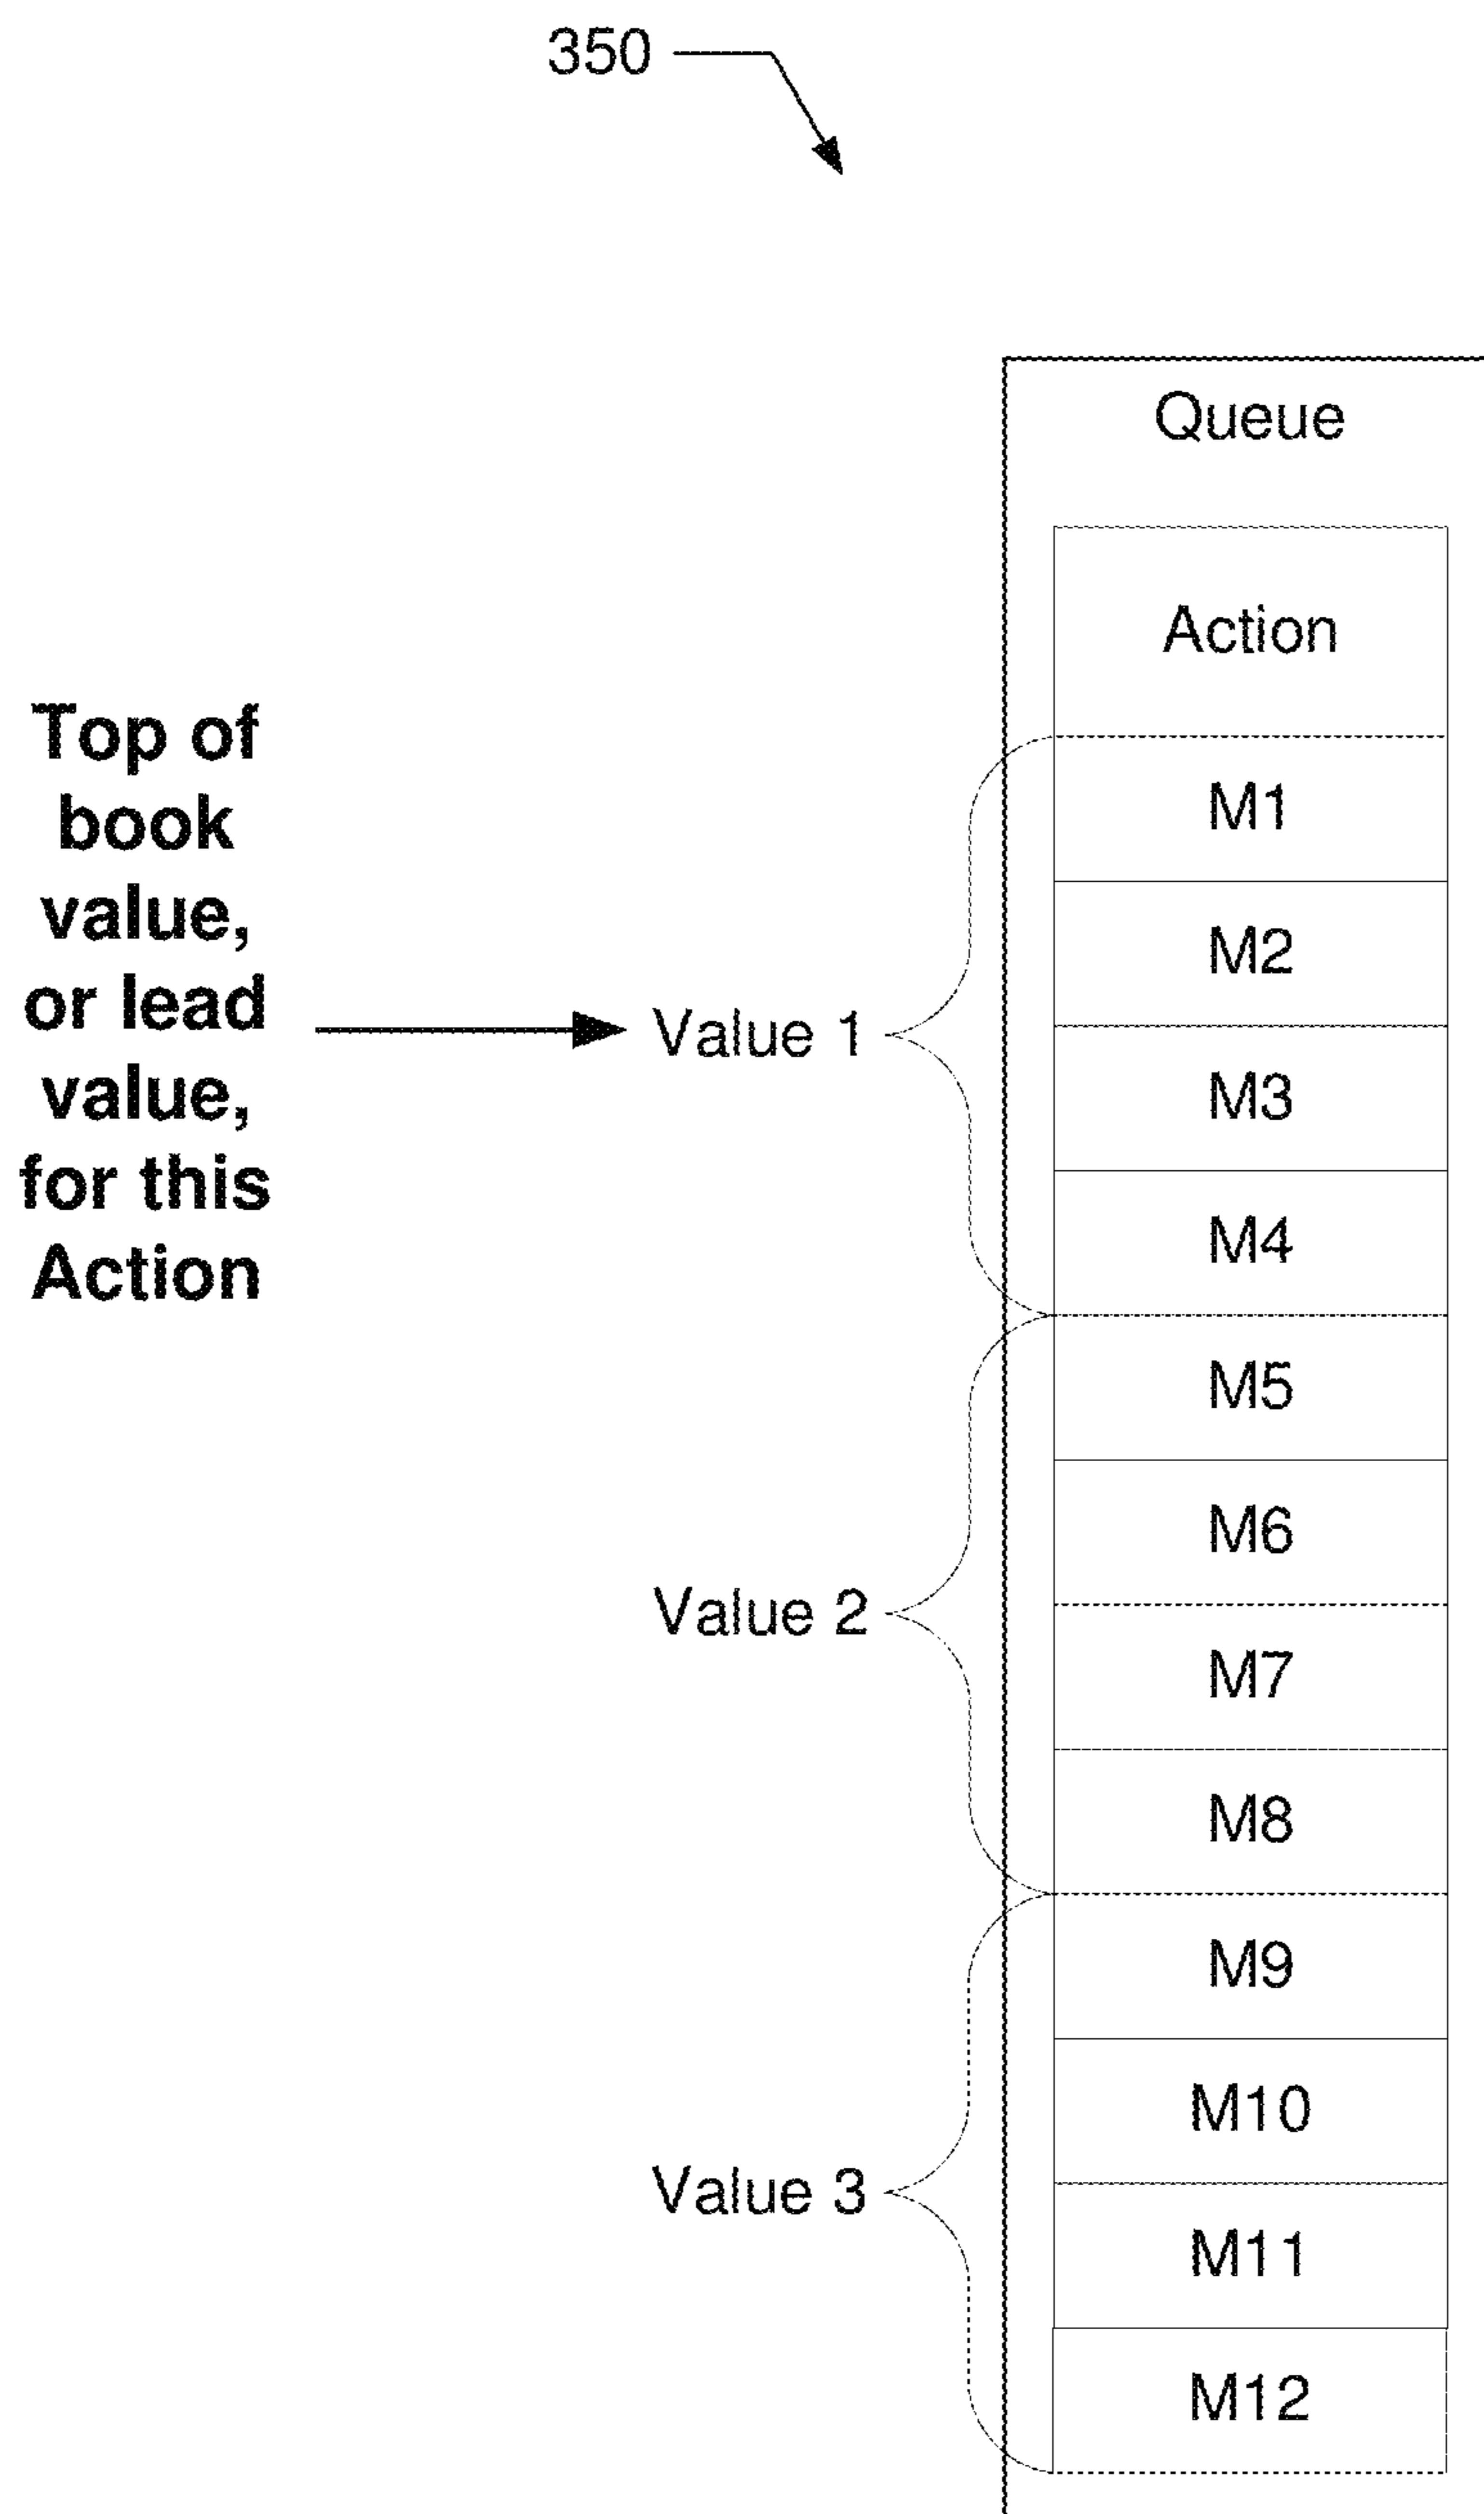 350
Queue
Action
Top of
book
value,
or lead
value,
for this
Action
Value 1
M1
M2
M3
M4
Value 2
M5
M6
M7
M8
Value 3
M9
M10
M11
M12